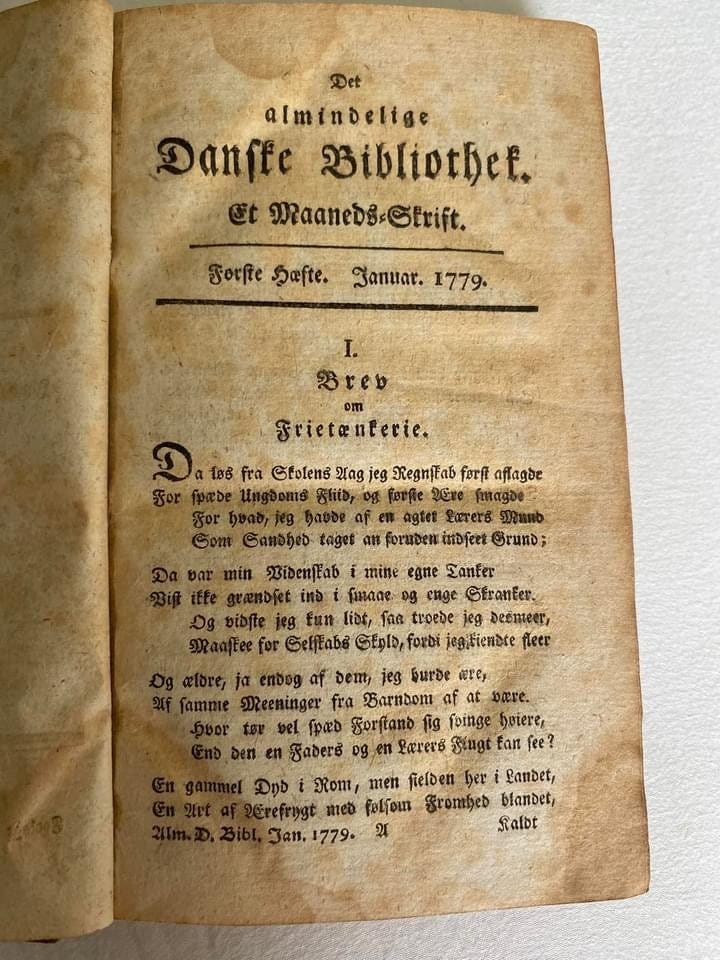 Det
almindelige
Danske Bibliothek.
Et Maaneds-Skrift.
Første Hæfte. Januar. 1779.
I.
Brev
om
Frietænkerie.
Da løs fra Skolens Aag jeg Regnskab først aflagde
For spæde Ungdoms Fliid, og første Ære smagde
For hvad, jeg havde af en agtet Lærers Mund
Som Sandhed taget an foruden indseet Grund;
Da var min Videnskab i mine egne Tanker
Vist ikke grændset ind i smaae og enge Skranker.
Og vidste jeg kun lidt, saa troede jeg desmeer,
Maaskee for Selskabs Skyld, fordi jeg kiendte fleer
Og ældre, ja endog af dem, jeg burde ære,
Af samme Meeninger fra Barndom af at være.
Hvor tør vel spæd Forstand sig svinge høiere,
End den en Faders og en Lærers Flugt kan see?
En gammel Dyd i Rom, men sielden her i Landet,
En Art af Ærefrygt med følsom Fromhed blandet,
Alm. D. Bibl. Jan. 1779. A Kaldt